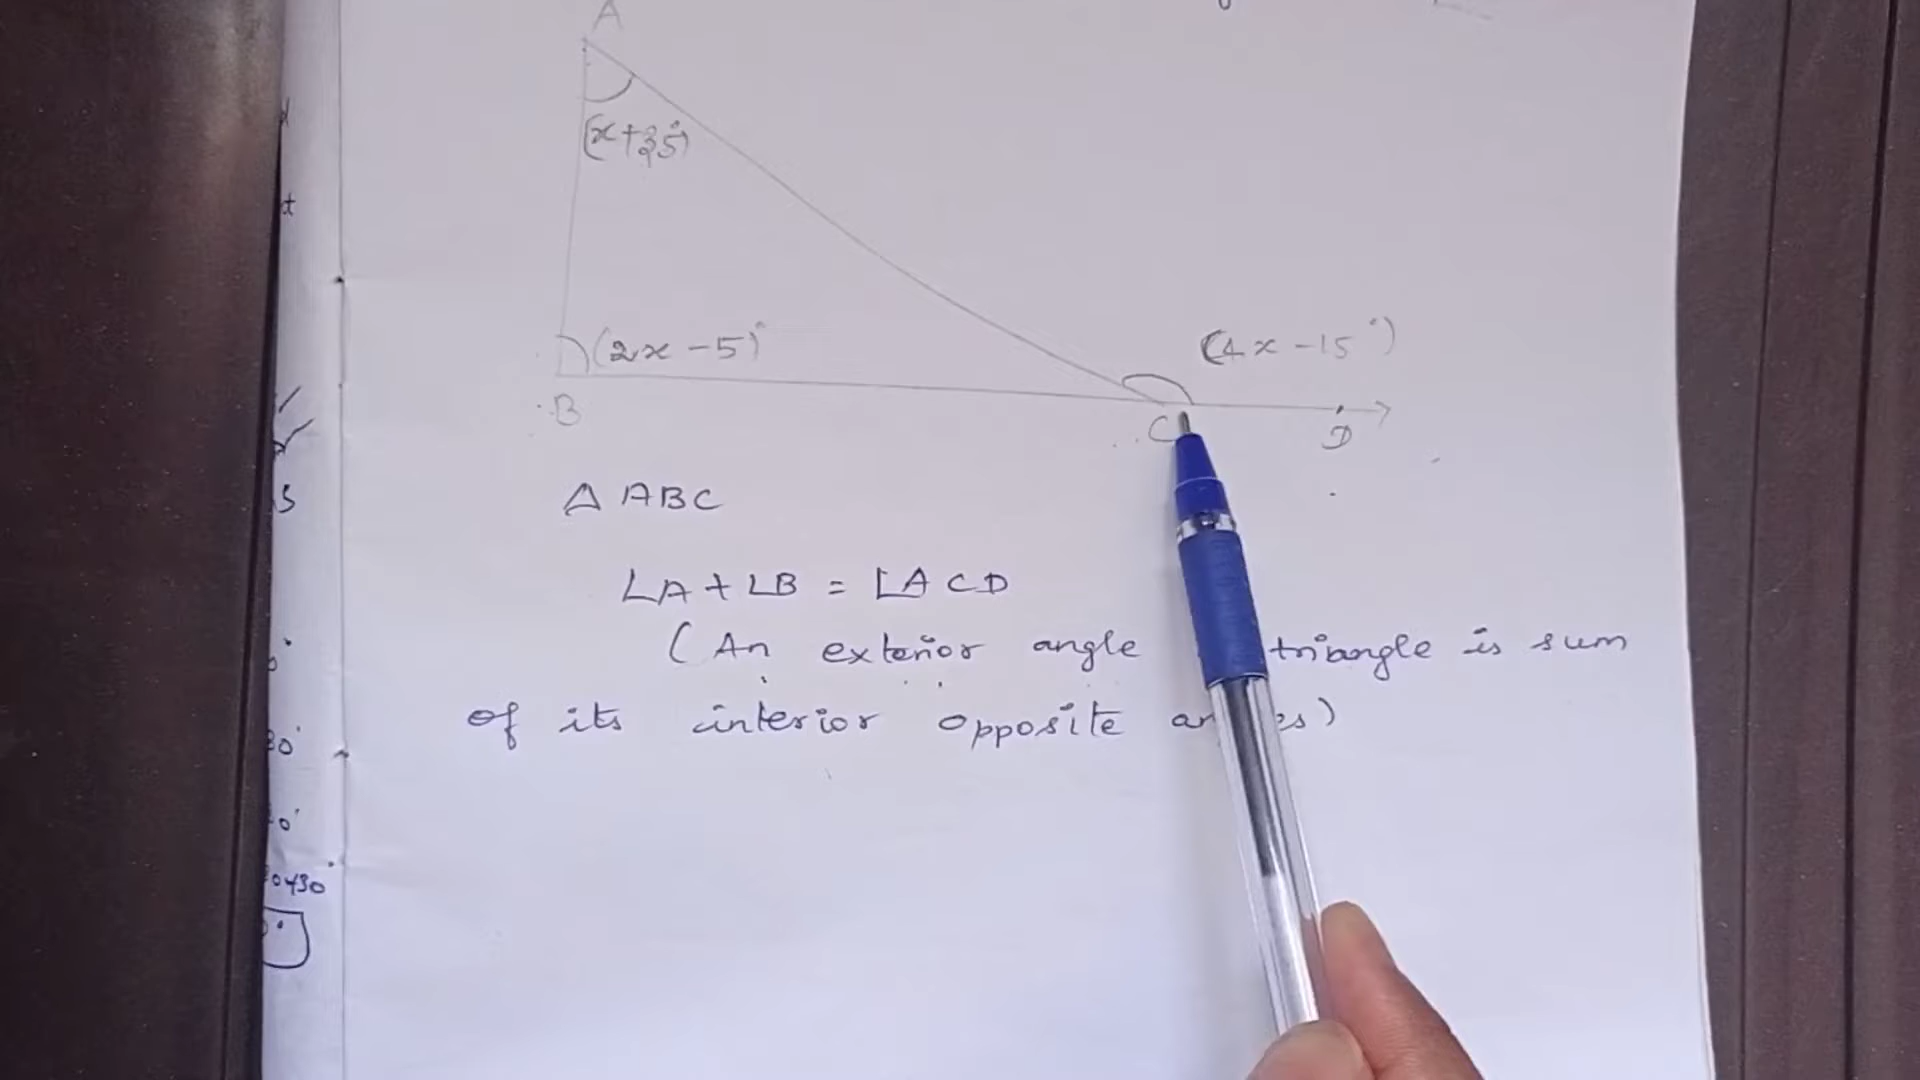 A
(x+35°)
(2x-5)° (4x-15°)
B C D
Δ ABC
∠A+∠B = ∠ACD
(An exterior angle triangle is sum
of its interior opposite